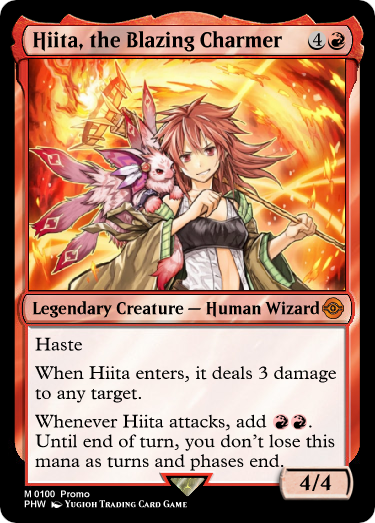 Hiita, the Blazing Charmer 4
Legendary Creature — Human Wizard
Haste
When Hiita enters, it deals 3 damage
to any target.
Whenever Hiita attacks, add
Until end of turn, you don't lose this
mana as turns and phases end.
4/4
M 0100 Promo
PHW Yugioh Trading Card Game